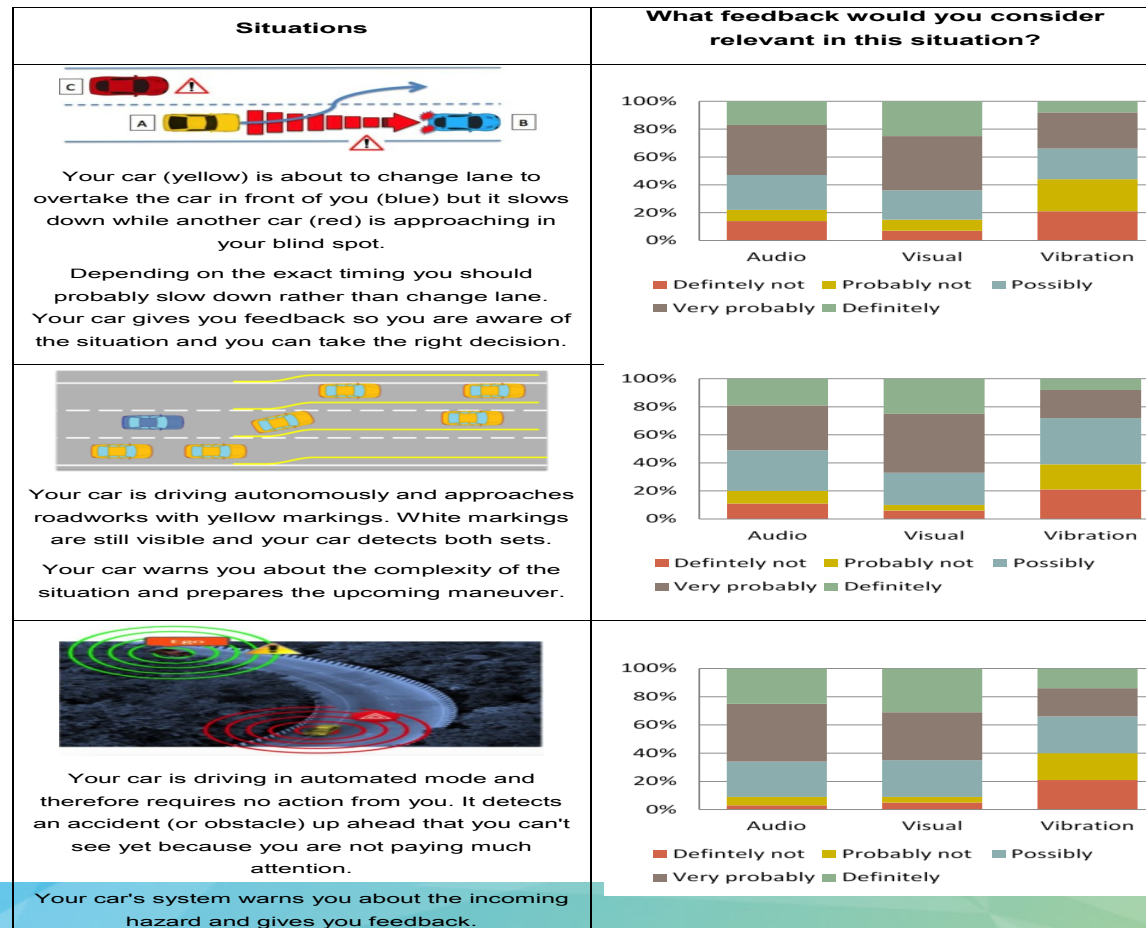 Situations
What feedback would you consider
relevant in this situation?
C
A
B
Your car (yellow) is about to change lane to
overtake the car in front of you (blue) but it slows
down while another car (red) is approaching in
your blind spot.
Depending on the exact timing you should
probably slow down rather than change lane.
Your car gives you feedback so you are aware of
the situation and you can take the right decision.
100%
80%
60%
40%
20%
0%
Audio Visual Vibration
Defintely not Probably not Possibly
Very probably Definitely
Your car is driving autonomously and approaches
roadworks with yellow markings. White markings
are still visible and your car detects both sets.
Your car warns you about the complexity of the
situation and prepares the upcoming maneuver.
100%
80%
60%
40%
20%
0%
Audio Visual Vibration
Defintely not Probably not Possibly
Very probably Definitely
Ego
Your car is driving in automated mode and
therefore requires no action from you. It detects
an accident (or obstacle) up ahead that you can't
see yet because you are not paying much
attention.
Your car's system warns you about the incoming
hazard and gives you feedback.
100%
80%
60%
40%
20%
0%
Audio Visual Vibration
Defintely not Probably not Possibly
Very probably Definitely